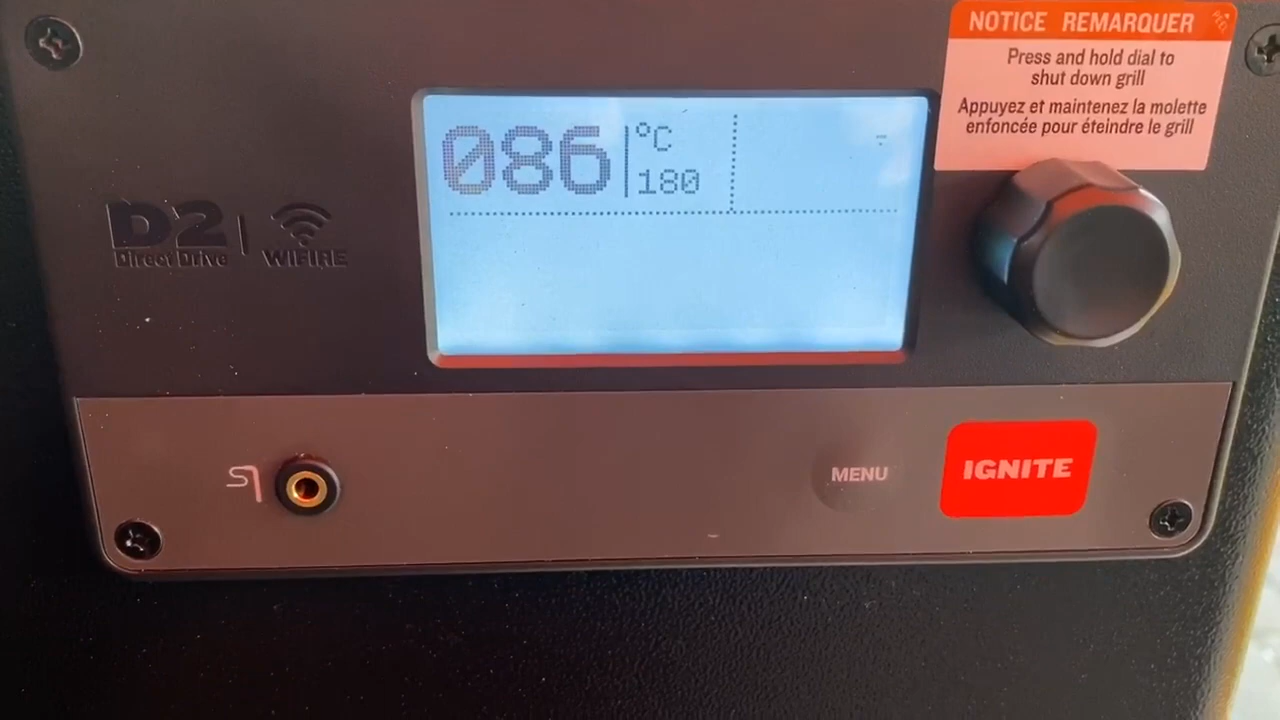 NOTICE REMARQUER
Press and hold dial to
shut down grill
Appuyez et maintenez la molette
enfoncée pour éteindre le grill
086
°C
180
D2
Direct Drive
WIFIRE
MENU
IGNITE